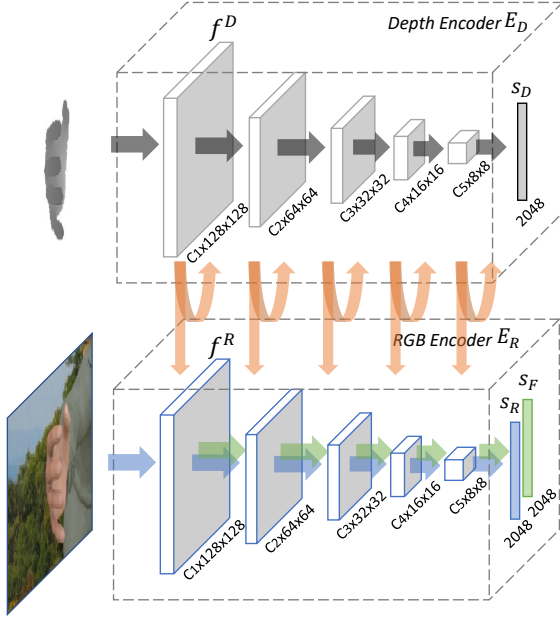 f^D
Depth Encoder E_D
s_D
C1x128x128
C2x64x64
C3x32x32
C4x16x16
C5x8x8
2048
f^R
RGB Encoder E_R
s_F
s_R
C1x128x128
C2x64x64
C3x32x32
C4x16x16
C5x8x8
2048
2048